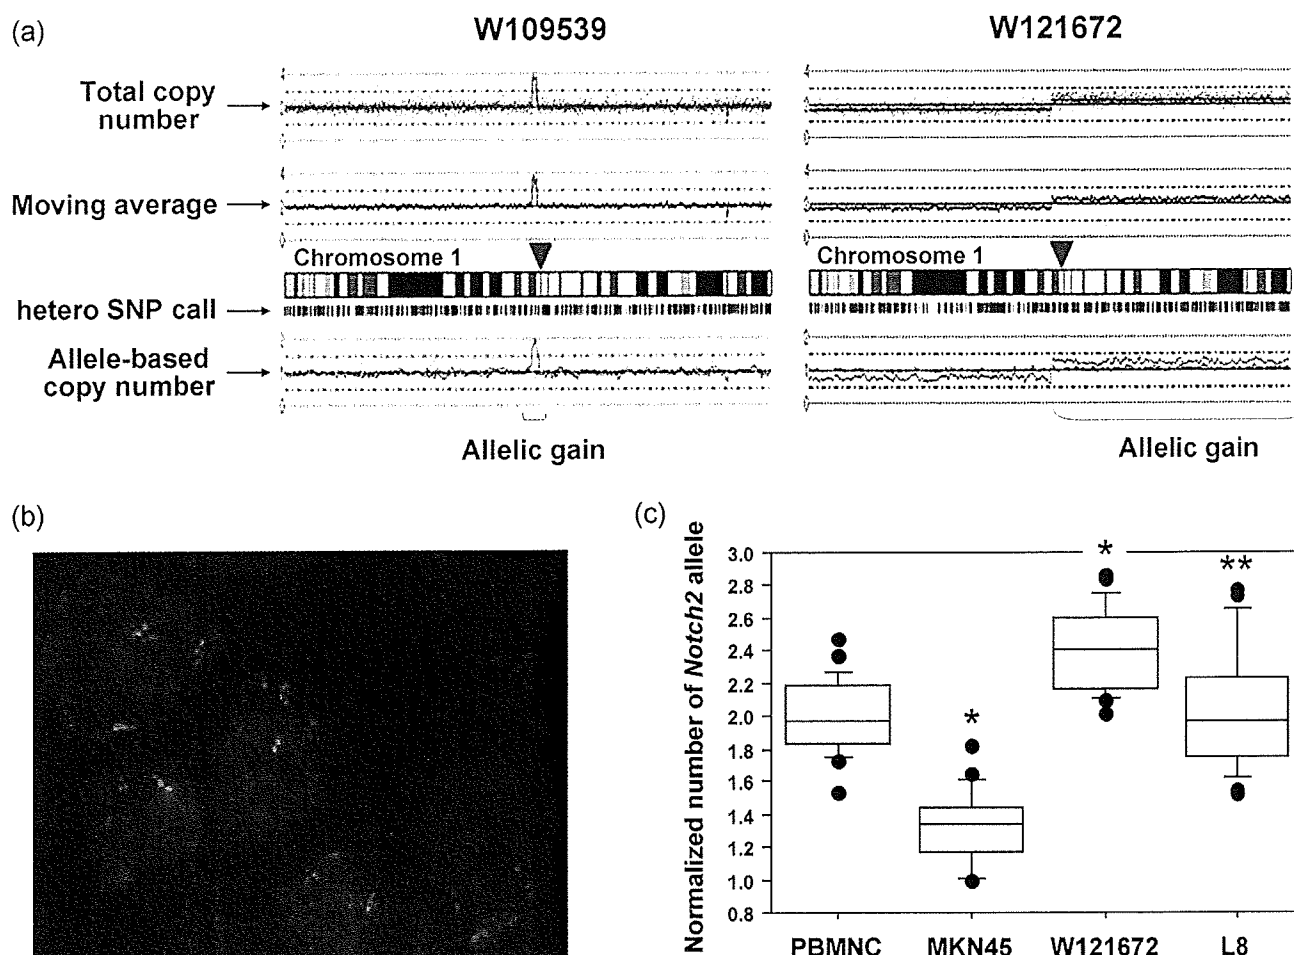 (a)
W109539
W121672
Total copy
number
Moving average
Chromosome 1
Chromosome 1
hetero SNP call
Allele-based
copy number
Allelic gain
Allelic gain
(b)
(c)
Normalized number of Notch2 allele
3.0
2.8
2.6
2.4
2.2
2.0
1.8
1.6
1.4
1.2
1.0
0.8
*
*
**
PBMNC
MKN45
W121672
L8